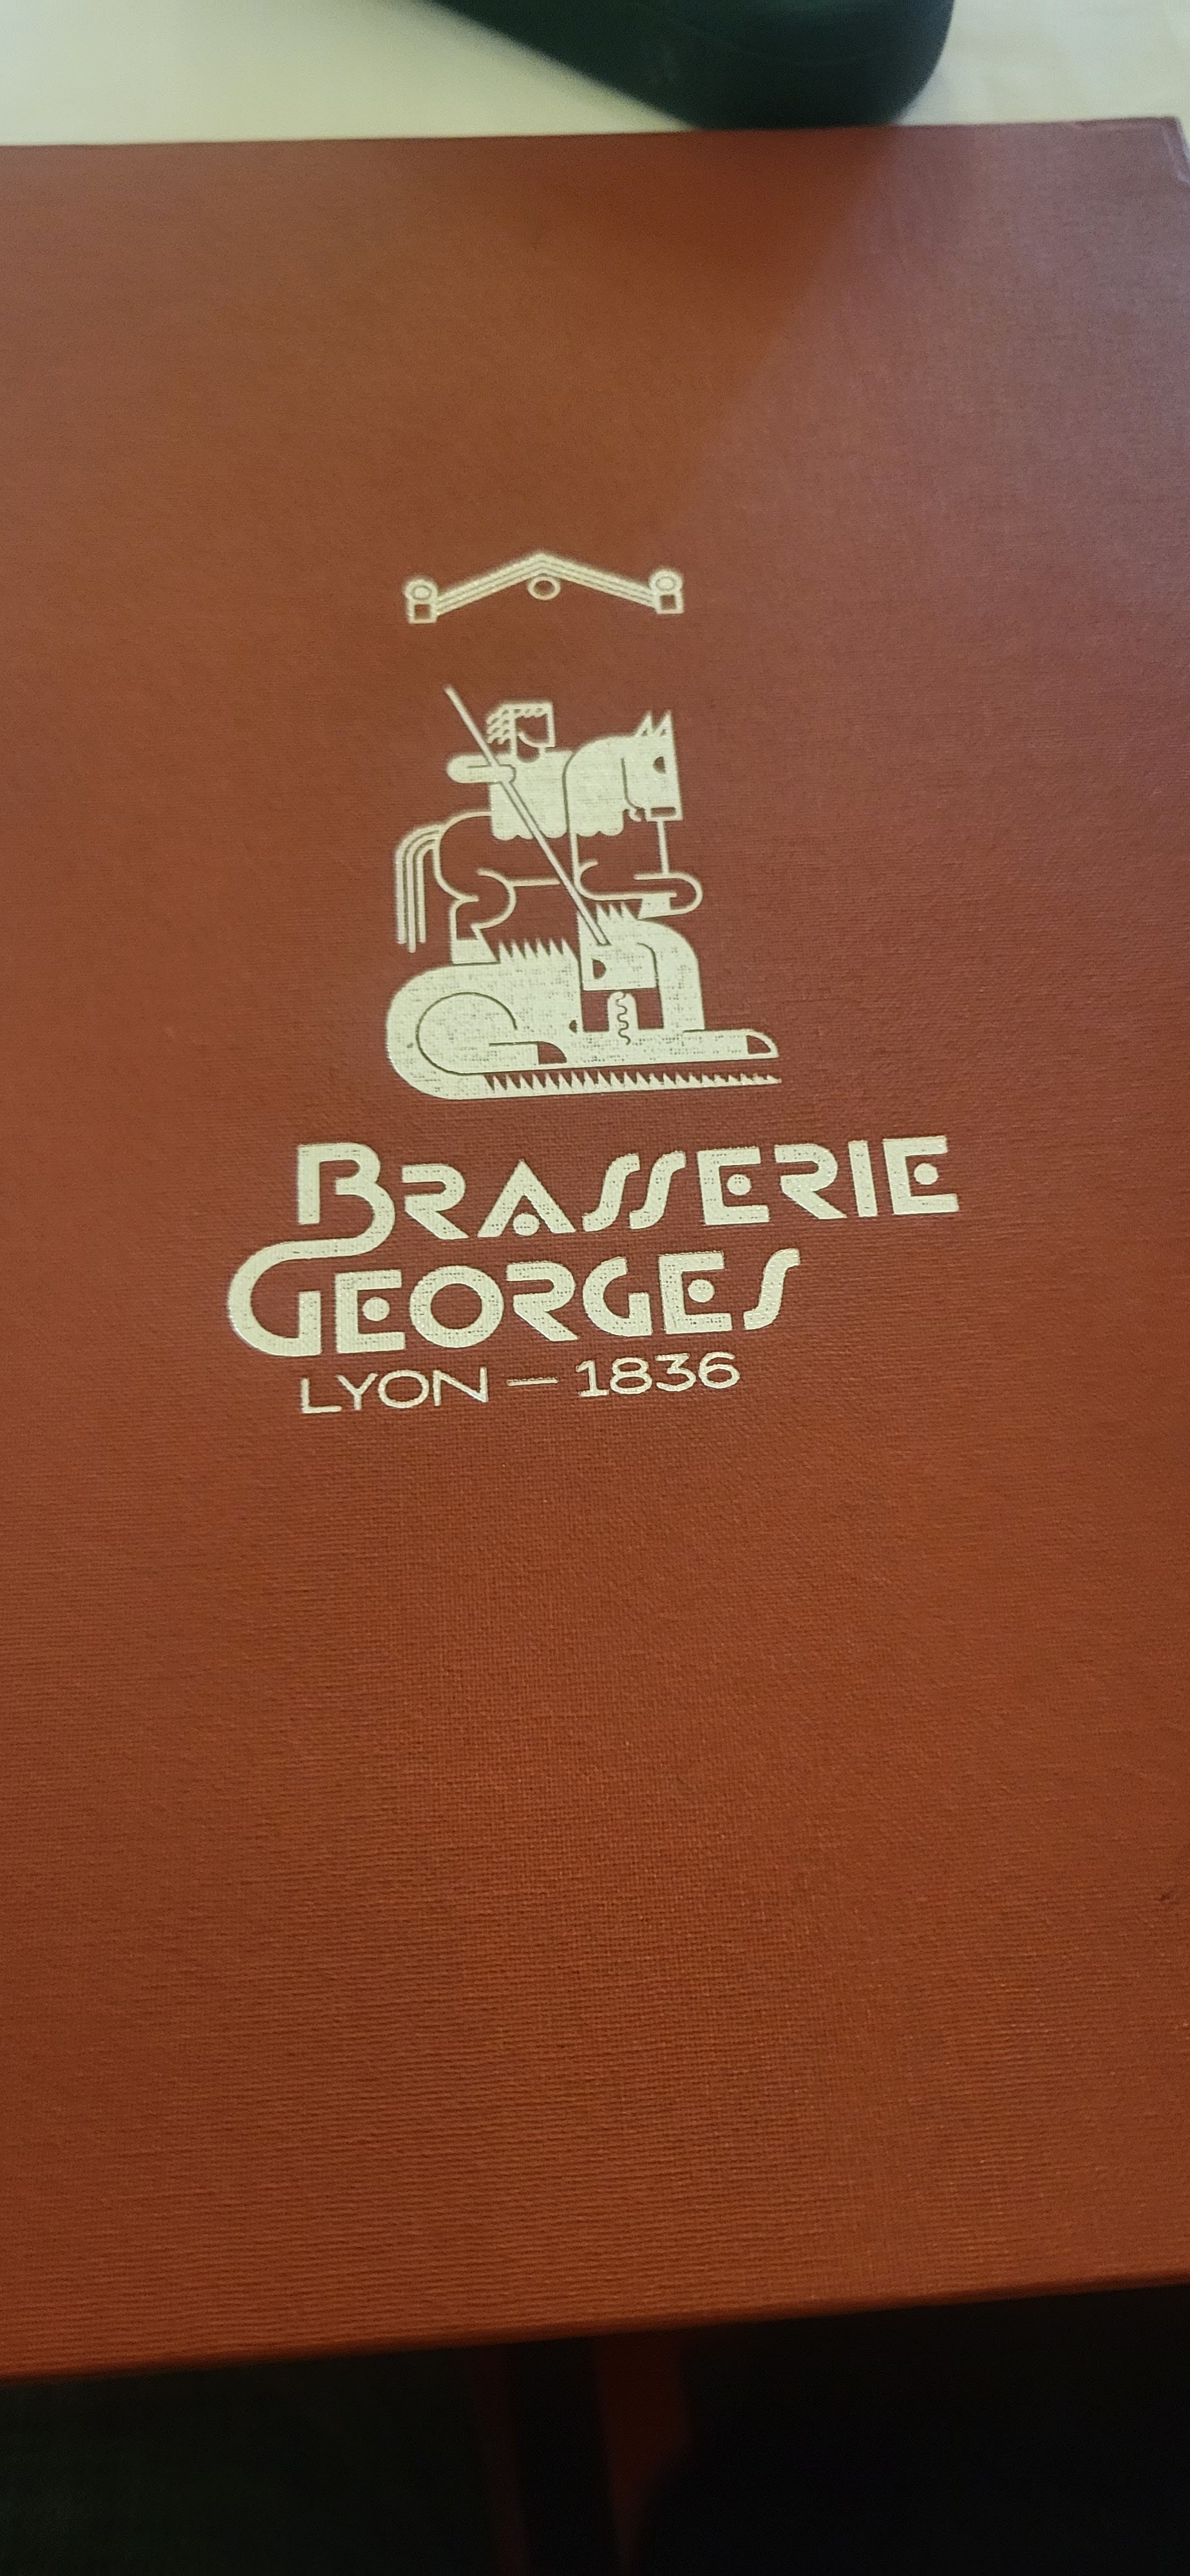 BRASSERIE
GEORGES
LYON — 1836